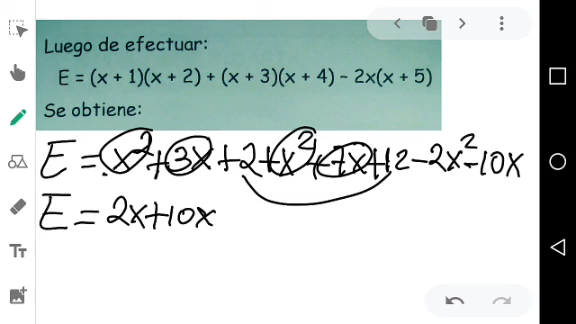 Luego de efectuar:
E = (x + 1)(x + 2) + (x + 3)(x + 4) - 2x(x + 5)
Se obtiene:
E = x² + 3x + 2 + x² + 7x + 12 - 2x² - 10x
E = 2x + 10x
TT